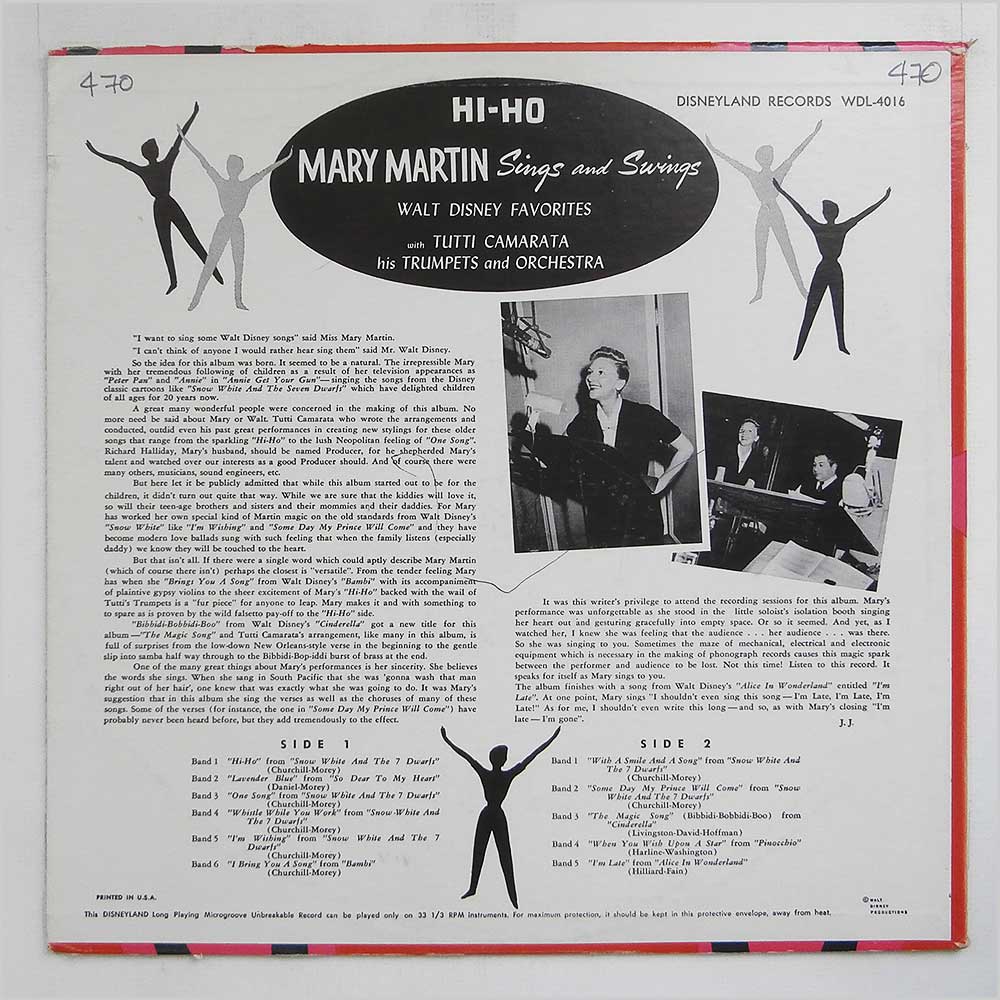 470
470
HI-HO
DISNEYLAND RECORDS WDL-4016
MARY MARTIN Sings and Swings
WALT DISNEY FAVORITES
with TUTTI CAMARATA
his TRUMPETS and ORCHESTRA
"I want to sing some Walt Disney songs" said Miss Mary Martin.
"I can't think of anyone I would rather hear sing them" said Mr. Walt Disney.
So the idea for this album was born. It seemed to be a natural. The irrepressible Mary
with her tremendous following of children as a result of her television appearances as
"Peter Pan" and "Annie" in "Annie Get Your Gun"—singing the songs from the Disney
classic cartoons like "Snow White And The Seven Dwarfs" which have delighted children
of all ages for 20 years now.
A great many wonderful people were concerned in the making of this album. No
more need be said about Mary or Walt. Tutti Camarata who wrote the arrangements and
conducted, outdid even his past great performances in creating new stylings for these older
songs that range from the sparkling "Hi-Ho" to the lush Neopolitan feeling of "One Song".
Richard Halliday, Mary's husband, should be named Producer, for he shepherded Mary's
talent and watched over our interests as a good Producer should. And of course there were
many others, musicians, sound engineers, etc.
But here let it be publicly admitted that while this album started out to be for the
children, it didn't turn out quite that way. While we are sure that the kiddies will love it,
so will their teen-age brothers and sisters and their mommies and their daddies. For Mary
has worked her own special kind of Martin magic on the old standards from Walt Disney's
"Snow White" like "I'm Wishing" and "Some Day My Prince Will Come" and they have
become modern love ballads sung with such feeling that when the family listens (especially
daddy) we know they will be touched to the heart.
But that isn't all. If there were a single word which could aptly describe Mary Martin
(which of course there isn't) perhaps the closest is "versatile". From the tender feeling Mary
has when she "Brings You A Song" from Walt Disney's "Bambi" with its accompaniment
of plaintive gypsy violins to the sheer excitement of Mary's "Hi-Ho" backed with the wail of
Tutti's Trumpets is a "fur piece" for anyone to leap. Mary makes it and with something to
to spare as is proven by the wild falsetto pay-off to the "Hi-Ho" side.
"Bibbidi-Bobbidi-Boo" from Walt Disney's "Cinderella" got a new title for this
album —"The Magic Song" and Tutti Camarata's arrangement, like many in this album, is
full of surprises from the low-down New Orleans-style verse in the beginning to the gentle
slip into samba half way through to the Bibbidi-Bop-iddi burst of brass at the end.
One of the many great things about Mary's performances is her sincerity. She believes
the words she sings. When she sang in South Pacific that she was 'gonna wash that man
right out of her hair', one knew that was exactly what she was going to do. It was Mary's
suggestion that in this album she sing the verses as well as the choruses of many of these
songs. Some of the verses (for instance, the one in "Some Day My Prince Will Come") have
probably never been heard before, but they add tremendously to the effect.
It was this writer's privilege to attend the recording sessions for this album. Mary's
performance was unforgettable as she stood in the little soloist's isolation booth singing
her heart out and gesturing gracefully into empty space. Or so it seemed. And yet, as I
watched her, I knew she was feeling that the audience . . . her audience . . . was there.
So she was singing to you. Sometimes the maze of mechanical, electrical and electronic
equipment which is necessary in the making of phonograph records causes this magic spark
between the performer and audience to be lost. Not this time! Listen to this record. It
speaks for itself as Mary sings to you.
The album finishes with a song from Walt Disney's "Alice In Wonderland" entitled "I'm
Late". At one point, Mary sings "I shouldn't even sing this song — I'm Late, I'm Late, I'm
Late!" As for me, I shouldn't even write this long — and so, as with Mary's closing "I'm
late — I'm gone".
J. J.
SIDE 1
Band 1 "Hi-Ho" from "Snow White And The 7 Dwarfs"
(Churchill-Morey)
Band 2 "Lavender Blue" from "So Dear To My Heart"
(Daniel-Morey)
Band 3 "One Song" from "Snow White And The 7 Dwarfs"
(Churchill-Morey)
Band 4 "Whistle While You Work" from "Snow-White And
The 7 Dwarfs"
(Churchill-Morey)
Band 5 "I'm Wishing" from "Snow White And The 7
Dwarfs"
(Churchill-Morey)
Band 6 "I Bring You A Song" from "Bambi"
(Churchill-Morey)
SIDE 2
Band 1 "With A Smile And A Song" from "Snow White And
The 7 Dwarfs"
(Churchill-Morey)
Band 2 "Some Day My Prince Will Come" from "Snow
White And The 7 Dwarfs"
(Churchill-Morey)
Band 3 "The Magic Song" (Bibbidi-Bobbidi-Boo) from
"Cinderella"
(Livingston-David-Hoffman)
Band 4 "When You Wish Upon A Star" from "Pinocchio"
(Harline-Washington)
Band 5 "I'm Late" from "Alice In Wonderland"
(Hilliard-Fain)
PRINTED IN U.S.A.
© WALT
DISNEY
PRODUCTIONS
This DISNEYLAND Long Playing Microgroove Unbreakable Record can be played only on 33 1/3 RPM instruments. For maximum protection, it should be kept in this protective envelope, away from heat.